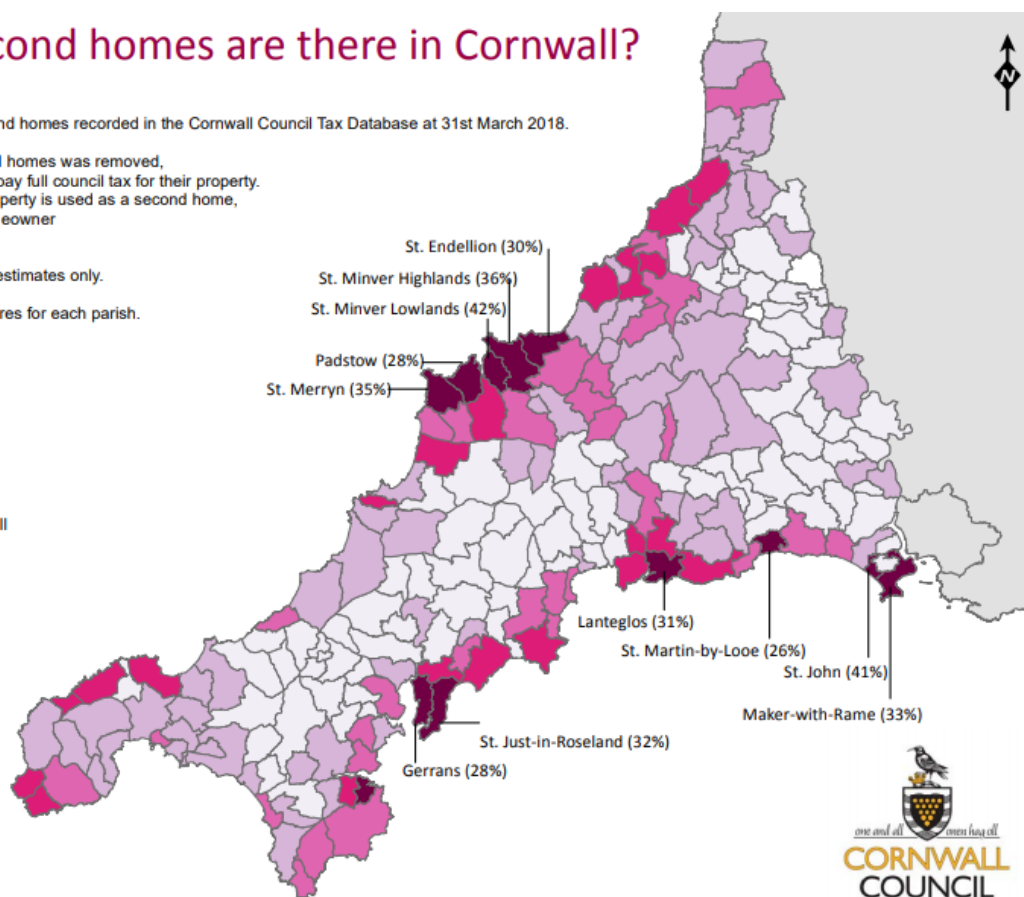 cond homes are there in Cornwall?
N
nd homes recorded in the Cornwall Council Tax Database at 31st March 2018.
homes was removed,
pay full council tax for their property.
perty is used as a second home,
eowner
estimates only.
res for each parish.
ll
St. Endellion (30%)
St. Minver Highlands (36%)
St. Minver Lowlands (42%)
Padstow (28%)
St. Merryn (35%)
Lanteglos (31%)
St. Martin-by-Looe (26%)
St. John (41%)
Maker-with-Rame (33%)
St. Just-in-Roseland (32%)
Gerrans (28%)
one and all onen hag oll
CORNWALL
COUNCIL